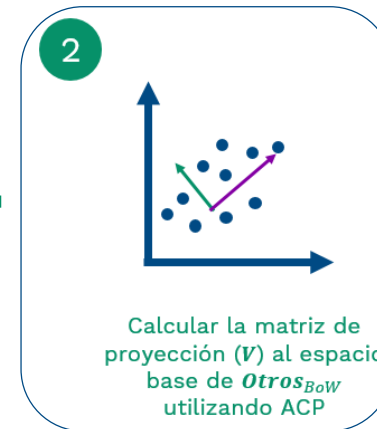 2
Calcular la matriz de
proyección (V) al espacio
base de Otros_BoW
utilizando ACP